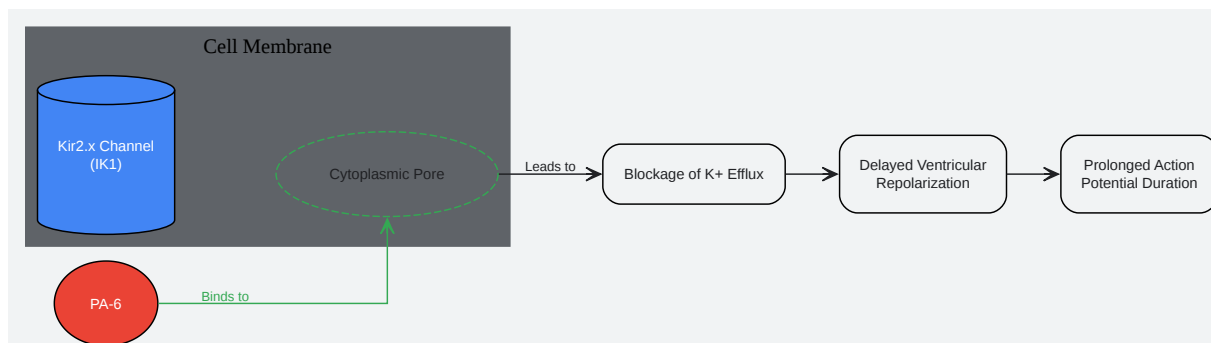 Cell Membrane
Kir2.x Channel
(IK1)
Cytoplasmic Pore
Leads to
Blockage of K+ Efflux
Delayed Ventricular
Repolarization
Prolonged Action
Potential Duration
PA-6
Binds to